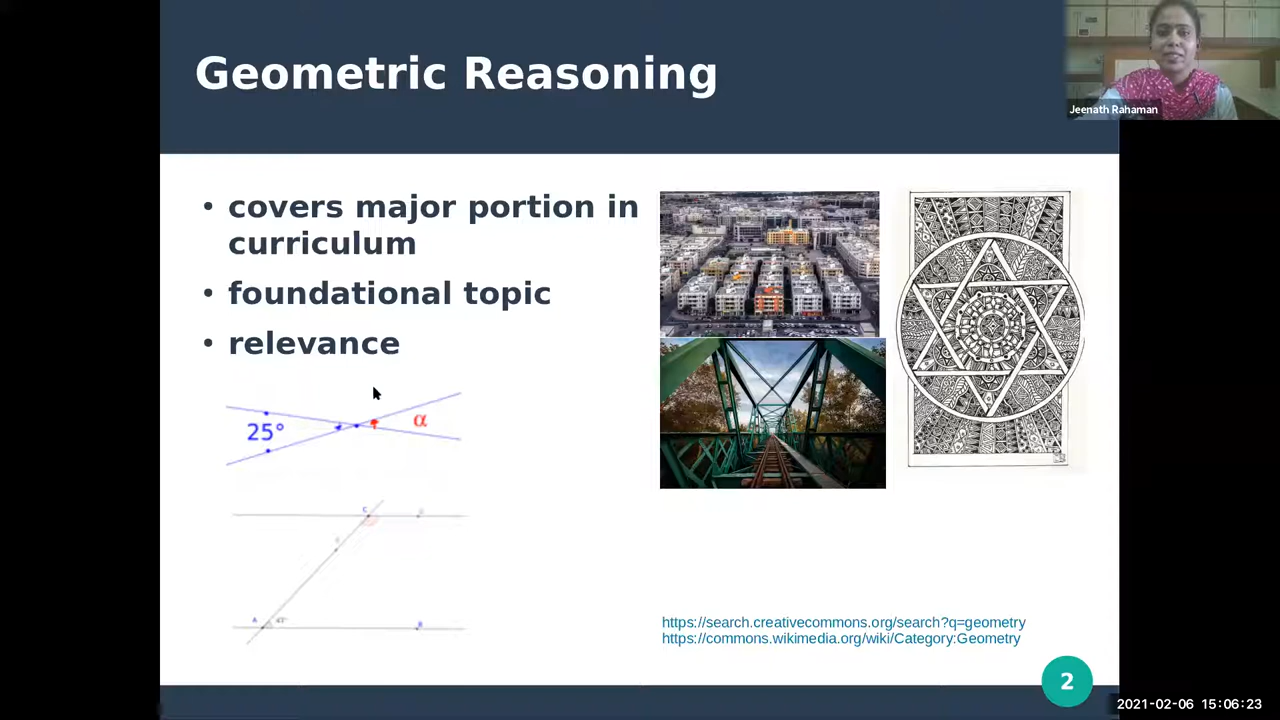 Geometric Reasoning
Jeenath Rahaman
• covers major portion in
curriculum
• foundational topic
• relevance
25°
α
C
A
B
https://search.creativecommons.org/search?q=geometry
https://commons.wikimedia.org/wiki/Category:Geometry
2
2021-02-06 15:06:23